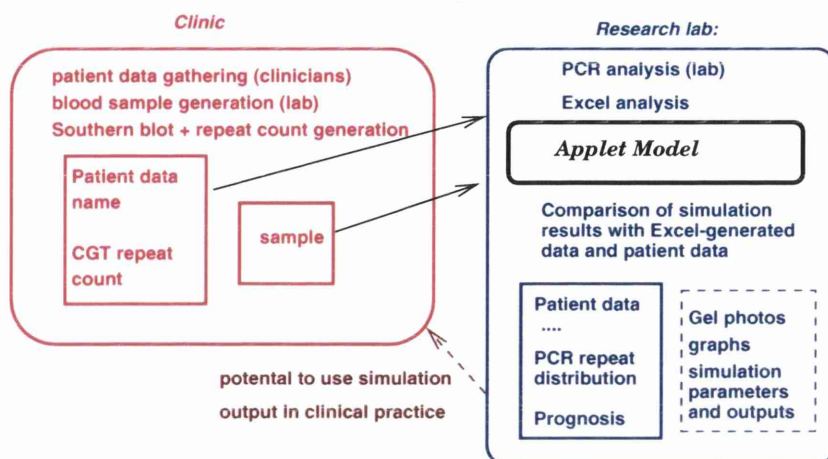 Clinic
patient data gathering (clinicians)
blood sample generation (lab)
Southern blot + repeat count generation
Patient data
name
CGT repeat
count
sample
potental to use simulation
output in clinical practice
Research lab:
PCR analysis (lab)
Excel analysis
Applet Model
Comparison of simulation
results with Excel-generated
data and patient data
Patient data
....
PCR repeat
distribution
Prognosis
Gel photos
graphs
simulation
parameters
and outputs